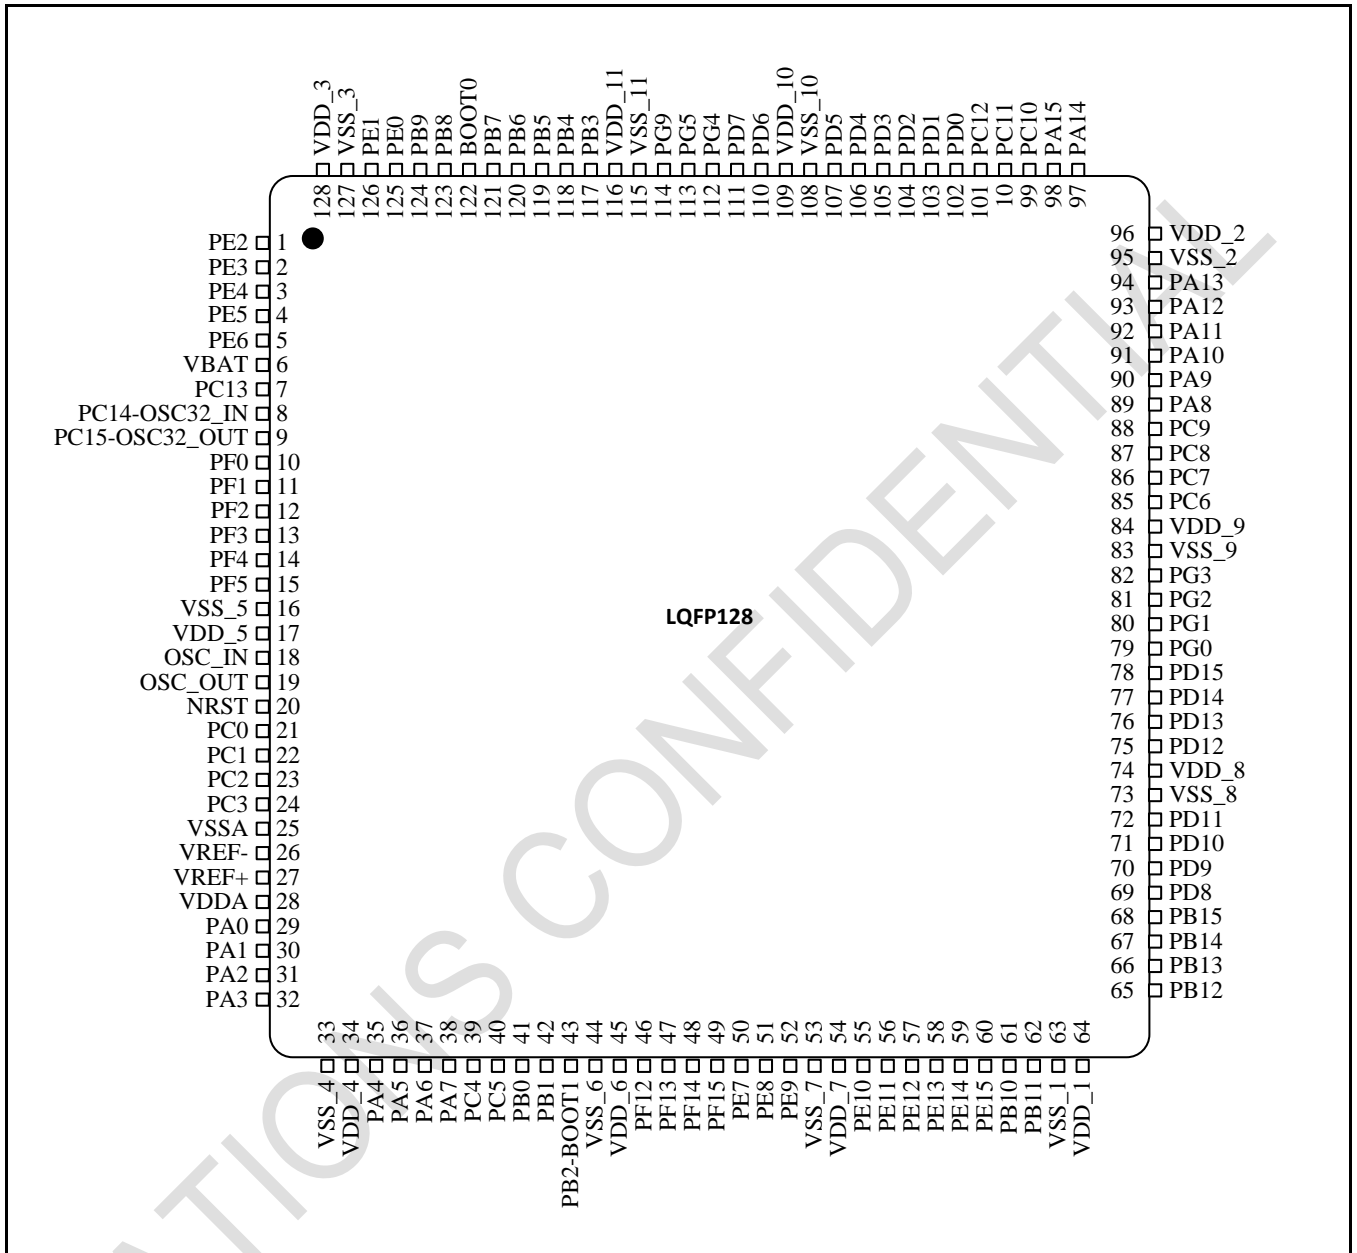 128 VDD_3
127 VSS_3
126 PE1
125 PE0
124 PB9
123 PB8
122 BOOT0
121 PB7
120 PB6
119 PB5
118 PB4
117 PB3
116 VDD_11
115 VSS_11
114 PG9
113 PG5
112 PG4
111 PD7
110 PD6
109 VDD_10
108 VSS_10
107 PD5
106 PD4
105 PD3
104 PD2
103 PD1
102 PD0
101 PC12
10 PC11
99 PC10
98 PA15
97 PA14
PE2 1
PE3 2
PE4 3
PE5 4
PE6 5
VBAT 6
PC13 7
PC14-OSC32_IN 8
PC15-OSC32_OUT 9
PF0 10
PF1 11
PF2 12
PF3 13
PF4 14
PF5 15
VSS_5 16
VDD_5 17
OSC_IN 18
OSC_OUT 19
NRST 20
PC0 21
PC1 22
PC2 23
PC3 24
VSSA 25
VREF- 26
VREF+ 27
VDDA 28
PA0 29
PA1 30
PA2 31
PA3 32
LQFP128
96 VDD_2
95 VSS_2
94 PA13
93 PA12
92 PA11
91 PA10
90 PA9
89 PA8
88 PC9
87 PC8
86 PC7
85 PC6
84 VDD_9
83 VSS_9
82 PG3
81 PG2
80 PG1
79 PG0
78 PD15
77 PD14
76 PD13
75 PD12
74 VDD_8
73 VSS_8
72 PD11
71 PD10
70 PD9
69 PD8
68 PB15
67 PB14
66 PB13
65 PB12
VSS_4 33
VDD_4 34
PA4 35
PA5 36
PA6 37
PA7 38
PC4 39
PC5 40
PB0 41
PB1 42
PB2-BOOT1 43
VSS_6 44
VDD_6 45
PF12 46
PF13 47
PF14 48
PF15 49
PE7 50
PE8 51
PE9 52
VSS_7 53
VDD_7 54
PE10 55
PE11 56
PE12 57
PE13 58
PE14 59
PE15 60
PB10 61
PB11 62
VSS_1 63
VDD_1 64
ATIONS CONFIDENTIAL